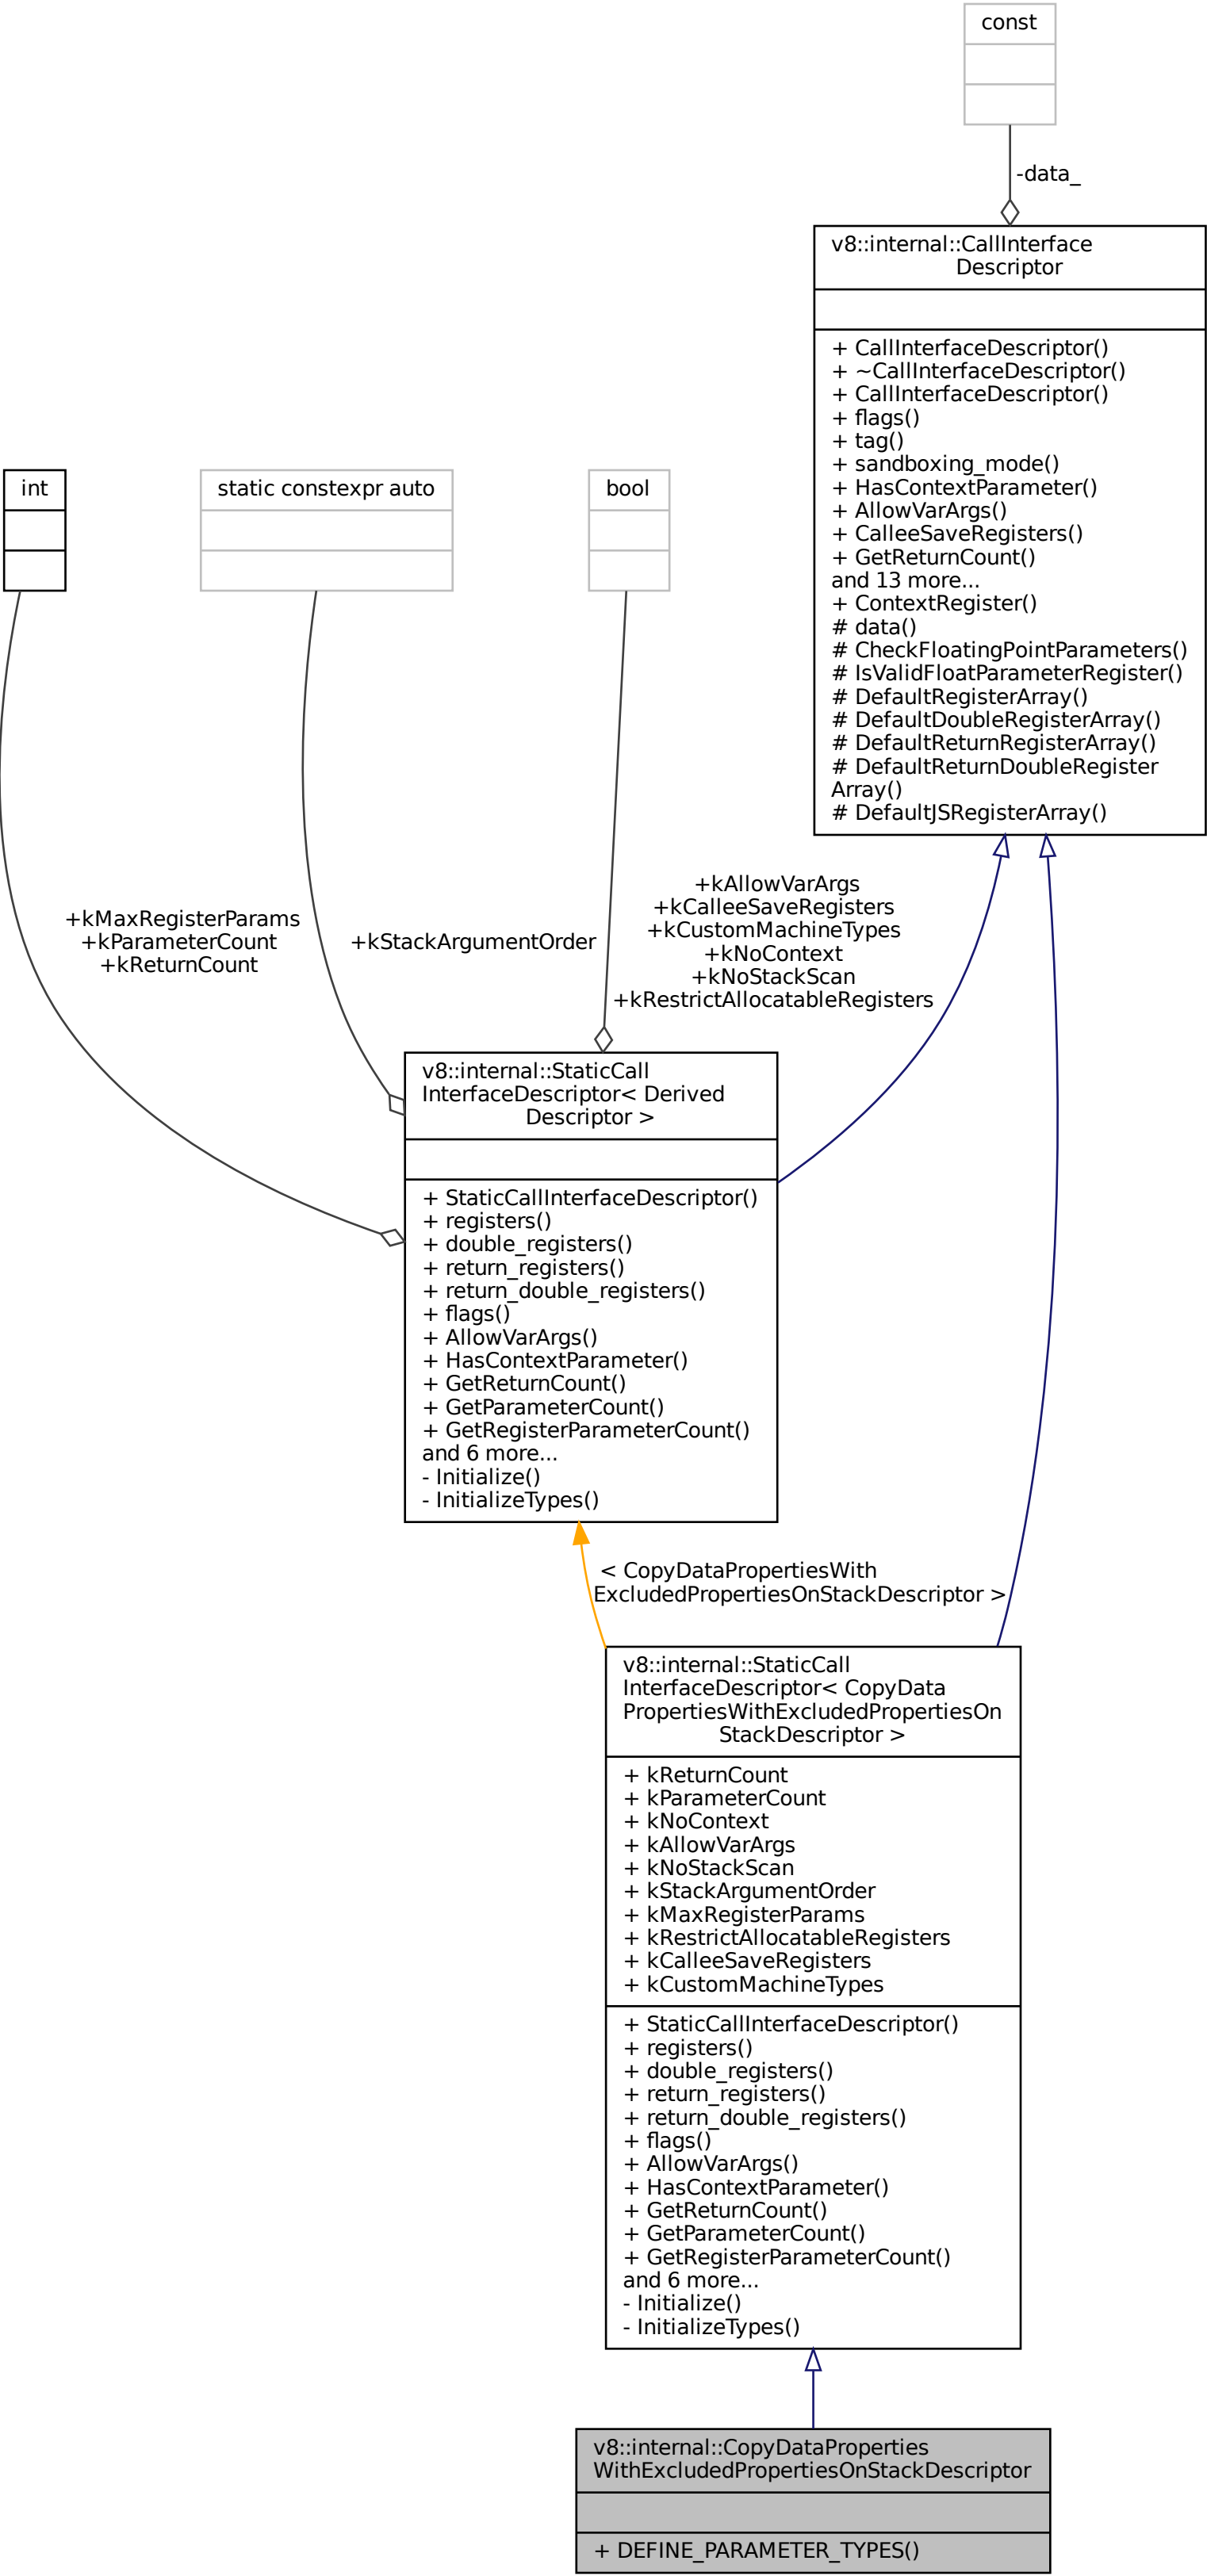 const
-data_
v8::internal::CallInterface
Descriptor
+ CallInterfaceDescriptor()
+ ~CallInterfaceDescriptor()
+ CallInterfaceDescriptor()
+ flags()
+ tag()
+ sandboxing_mode()
+ HasContextParameter()
+ AllowVarArgs()
+ CalleeSaveRegisters()
+ GetReturnCount()
and 13 more...
+ ContextRegister()
# data()
# CheckFloatingPointParameters()
# IsValidFloatParameterRegister()
# DefaultRegisterArray()
# DefaultDoubleRegisterArray()
# DefaultReturnRegisterArray()
# DefaultReturnDoubleRegister
Array()
# DefaultJSRegisterArray()
int
static constexpr auto
bool
+kMaxRegisterParams
+kParameterCount
+kReturnCount
+kStackArgumentOrder
+kAllowVarArgs
+kCalleeSaveRegisters
+kCustomMachineTypes
+kNoContext
+kNoStackScan
+kRestrictAllocatableRegisters
v8::internal::StaticCall
InterfaceDescriptor< Derived
Descriptor >
+ StaticCallInterfaceDescriptor()
+ registers()
+ double_registers()
+ return_registers()
+ return_double_registers()
+ flags()
+ AllowVarArgs()
+ HasContextParameter()
+ GetReturnCount()
+ GetParameterCount()
+ GetRegisterParameterCount()
and 6 more...
- Initialize()
- InitializeTypes()
< CopyDataPropertiesWith
ExcludedPropertiesOnStackDescriptor >
v8::internal::StaticCall
InterfaceDescriptor< CopyData
PropertiesWithExcludedPropertiesOn
StackDescriptor >
+ kReturnCount
+ kParameterCount
+ kNoContext
+ kAllowVarArgs
+ kNoStackScan
+ kStackArgumentOrder
+ kMaxRegisterParams
+ kRestrictAllocatableRegisters
+ kCalleeSaveRegisters
+ kCustomMachineTypes
+ StaticCallInterfaceDescriptor()
+ registers()
+ double_registers()
+ return_registers()
+ return_double_registers()
+ flags()
+ AllowVarArgs()
+ HasContextParameter()
+ GetReturnCount()
+ GetParameterCount()
+ GetRegisterParameterCount()
and 6 more...
- Initialize()
- InitializeTypes()
v8::internal::CopyDataProperties
WithExcludedPropertiesOnStackDescriptor
+ DEFINE_PARAMETER_TYPES()